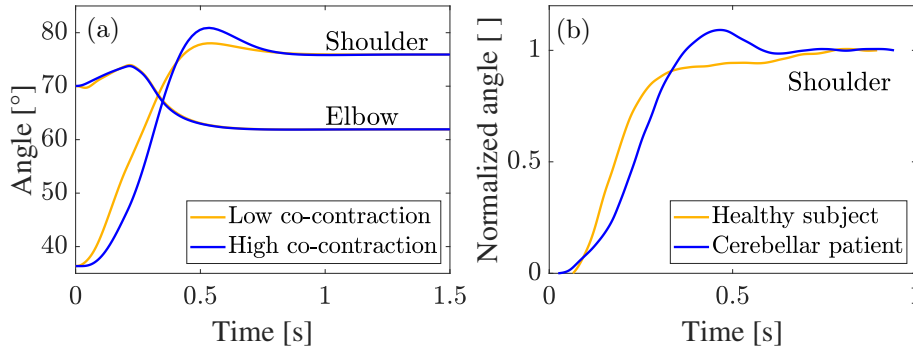 (a)
80
70
60
50
40
Angle [°]
Shoulder
Elbow
Low co-contraction
High co-contraction
0
0.5
1
1.5
Time [s]
(b)
1
0.5
0
Normalized angle [ ]
Shoulder
Healthy subject
Cerebellar patient
0
0.5
1
Time [s]